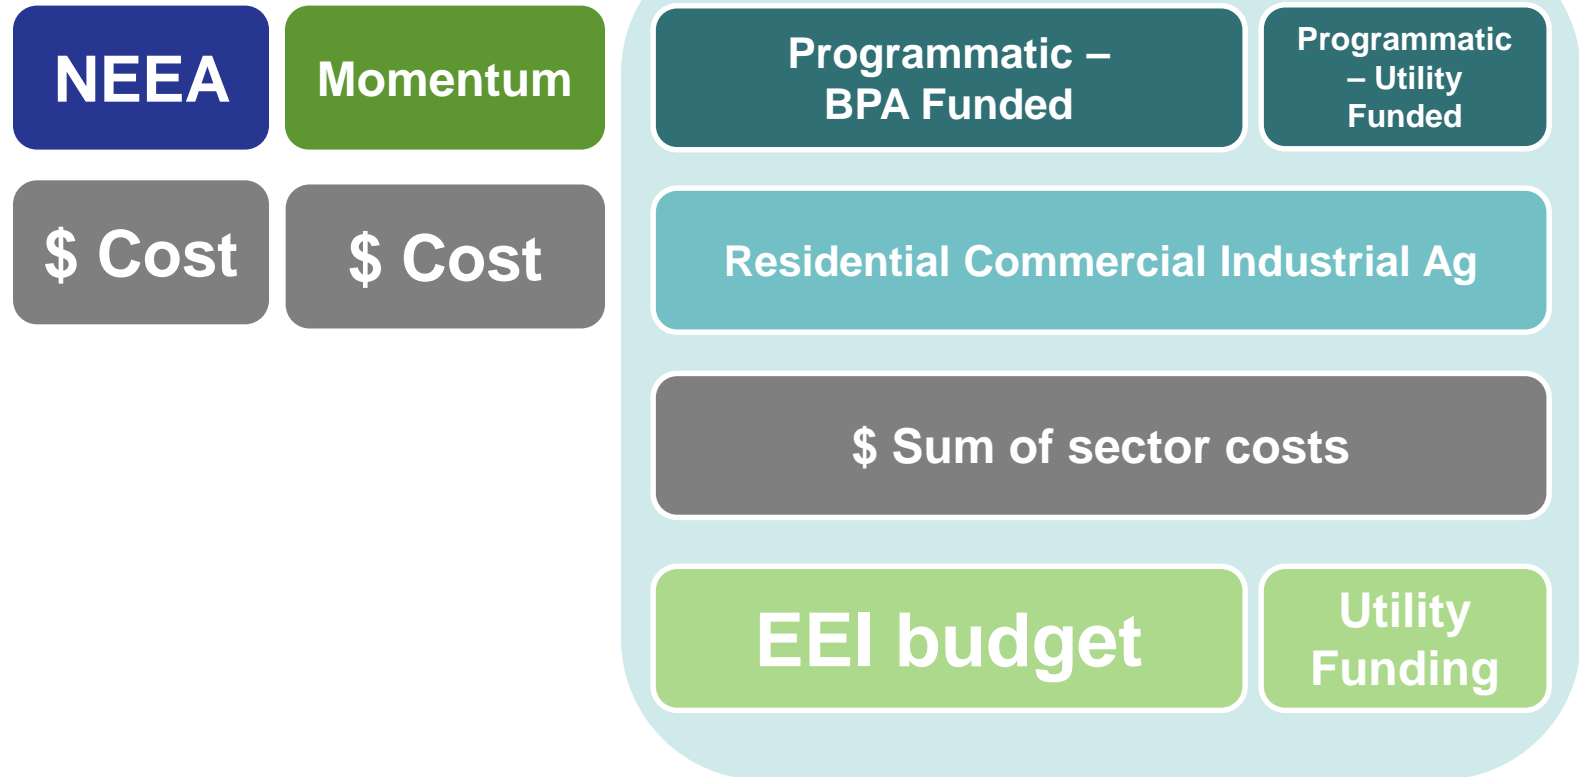 NEEA
Momentum
Programmatic –
BPA Funded
Programmatic
– Utility
Funded
$ Cost
$ Cost
Residential Commercial Industrial Ag
$ Sum of sector costs
EEI budget
Utility
Funding